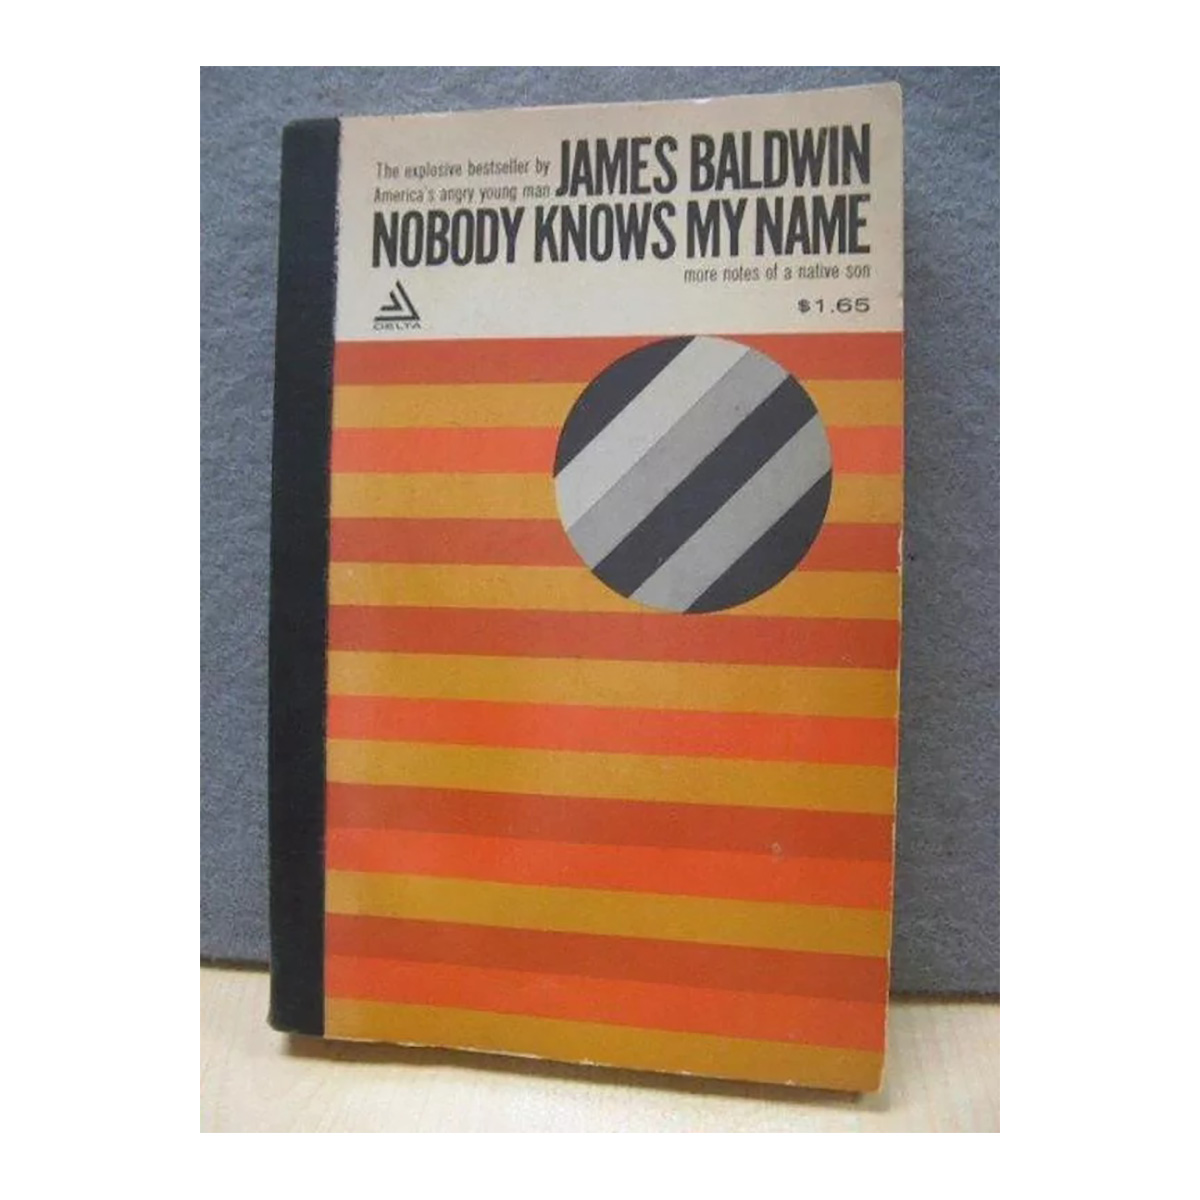 The explosive bestseller by
America's angry young man
JAMES BALDWIN
NOBODY KNOWS MY NAME
more notes of a native son
$1.65
DELTA